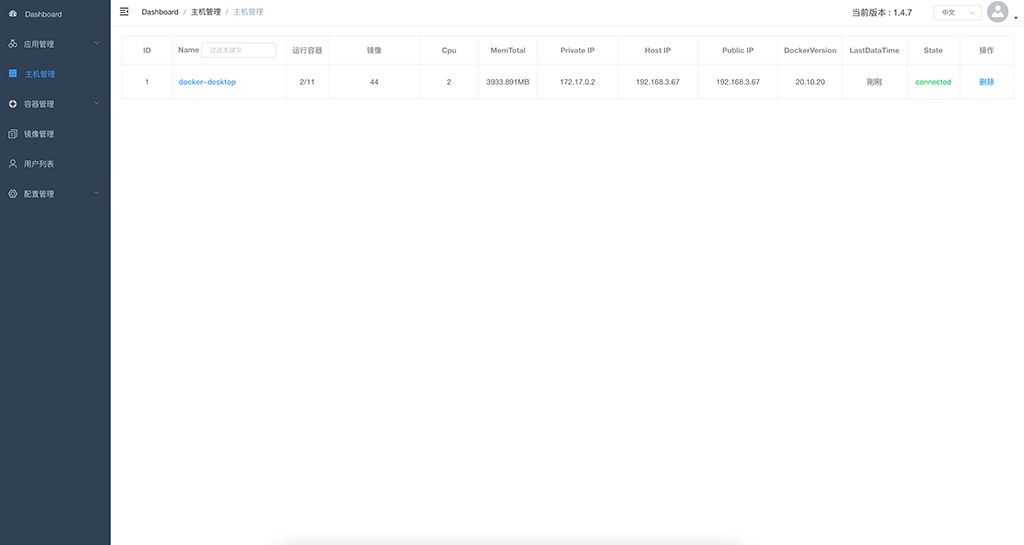 Dashboard
应用管理
主机管理
容器管理
镜像管理
用户列表
配置管理
Dashboard / 主机管理 / 主机管理
当前版本 : 1.4.7
中文
ID Name 过滤关键字 运行容器 镜像 Cpu MemTotal Private IP Host IP Public IP DockerVersion LastDataTime State 操作
1 docker-desktop 2/11 44 2 3933.891MB 172.17.0.2 192.168.3.67 192.168.3.67 20.10.20 刚刚 connected 删除